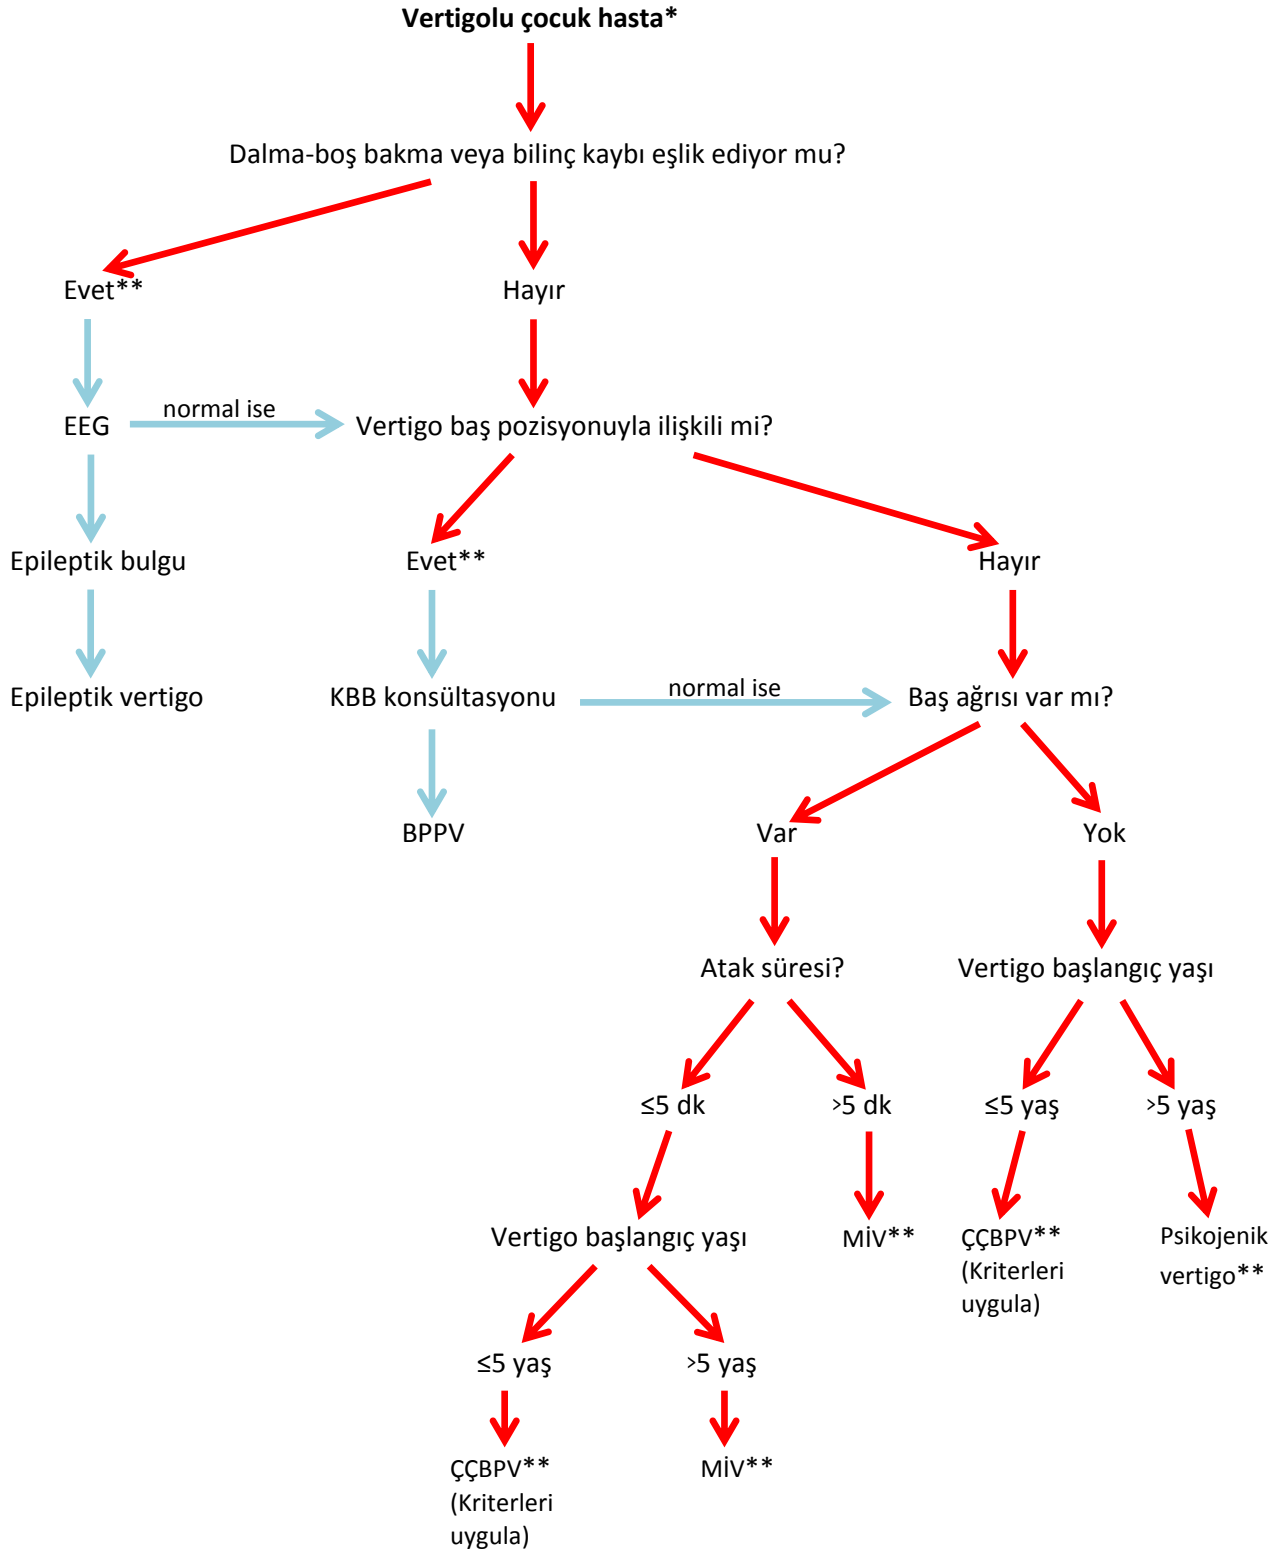 Vertigolu çocuk hasta*
Dalma-boş bakma veya bilinç kaybı eşlik ediyor mu?
Evet**
Hayır
EEG
normal ise
Vertigo baş pozisyonuyla ilişkili mi?
Epileptik bulgu
Evet**
Hayır
Epileptik vertigo
KBB konsültasyonu
normal ise
Baş ağrısı var mı?
BPPV
Var
Yok
Atak süresi?
Vertigo başlangıç yaşı
≤5 dk
>5 dk
≤5 yaş
>5 yaş
Vertigo başlangıç yaşı
MİV**
ÇÇBPV**
(Kriterleri
uygula)
Psikojenik
vertigo**
≤5 yaş
>5 yaş
ÇÇBPV**
(Kriterleri
uygula)
MİV**